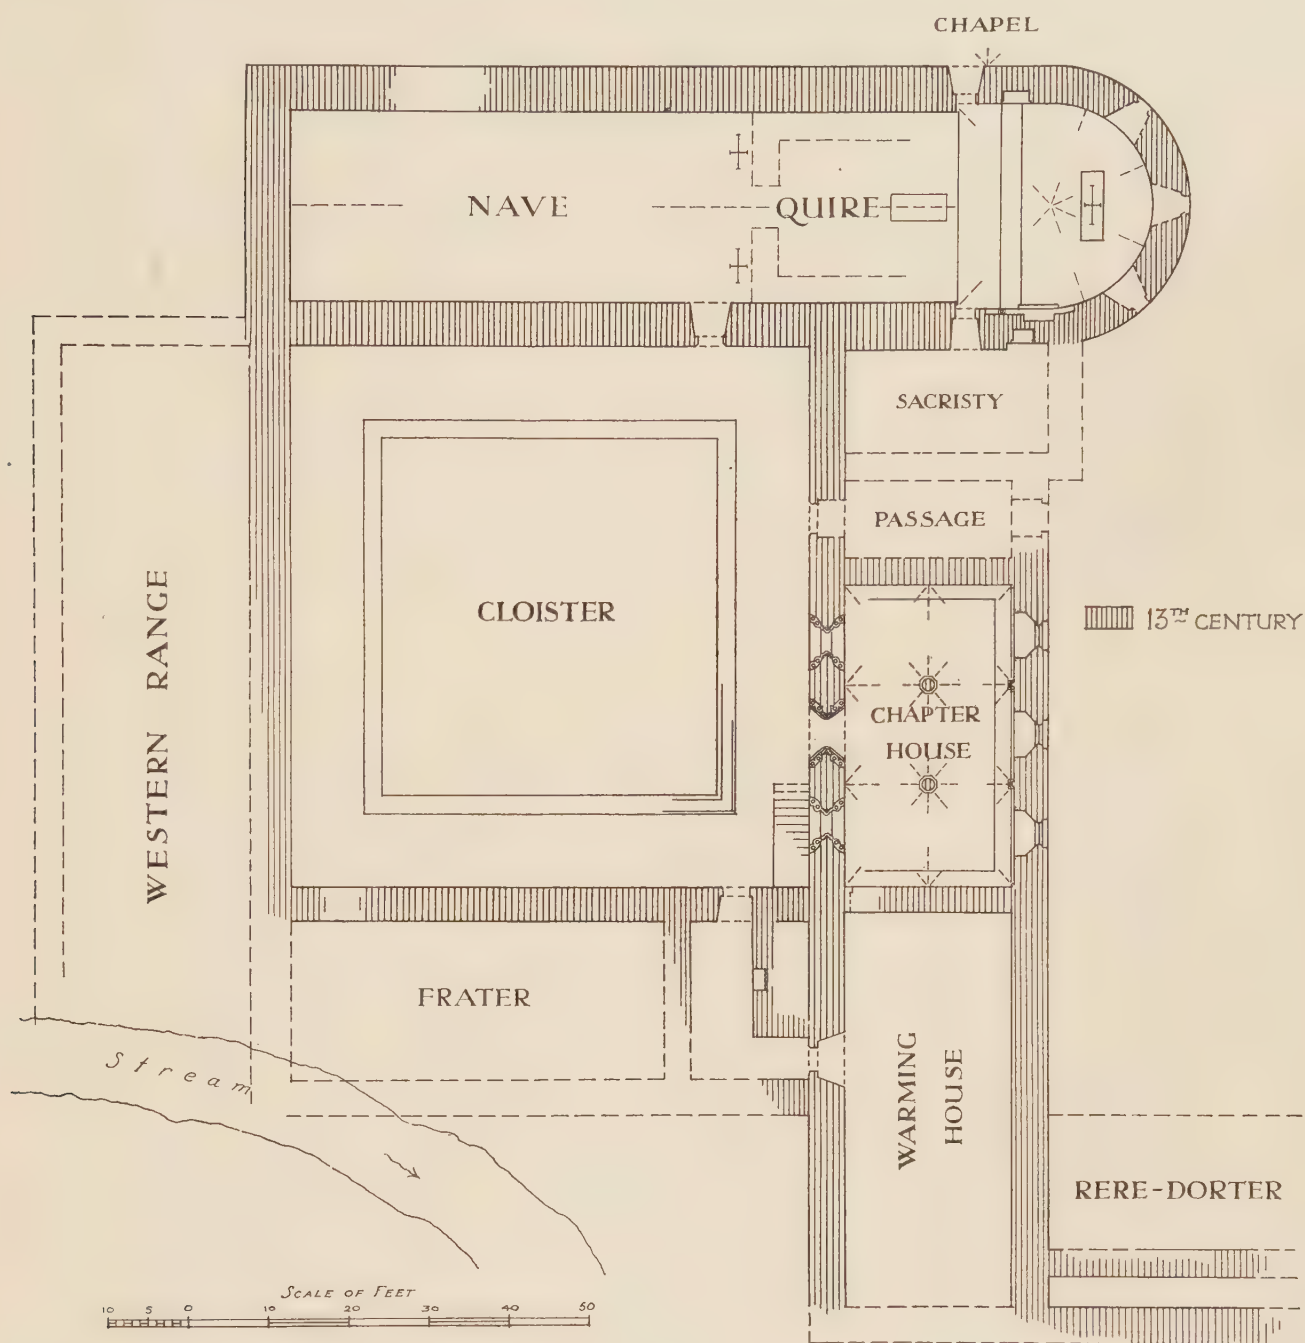 CHAPEL
NAVE
QUIRE
SACRISTY
PASSAGE
CLOISTER
WESTERN RANGE
13TH CENTURY
CHAPTER
HOUSE
FRATER
Stream
WARMING
HOUSE
RERE-DORTER
SCALE OF FEET
10 5 0 10 20 30 40 50